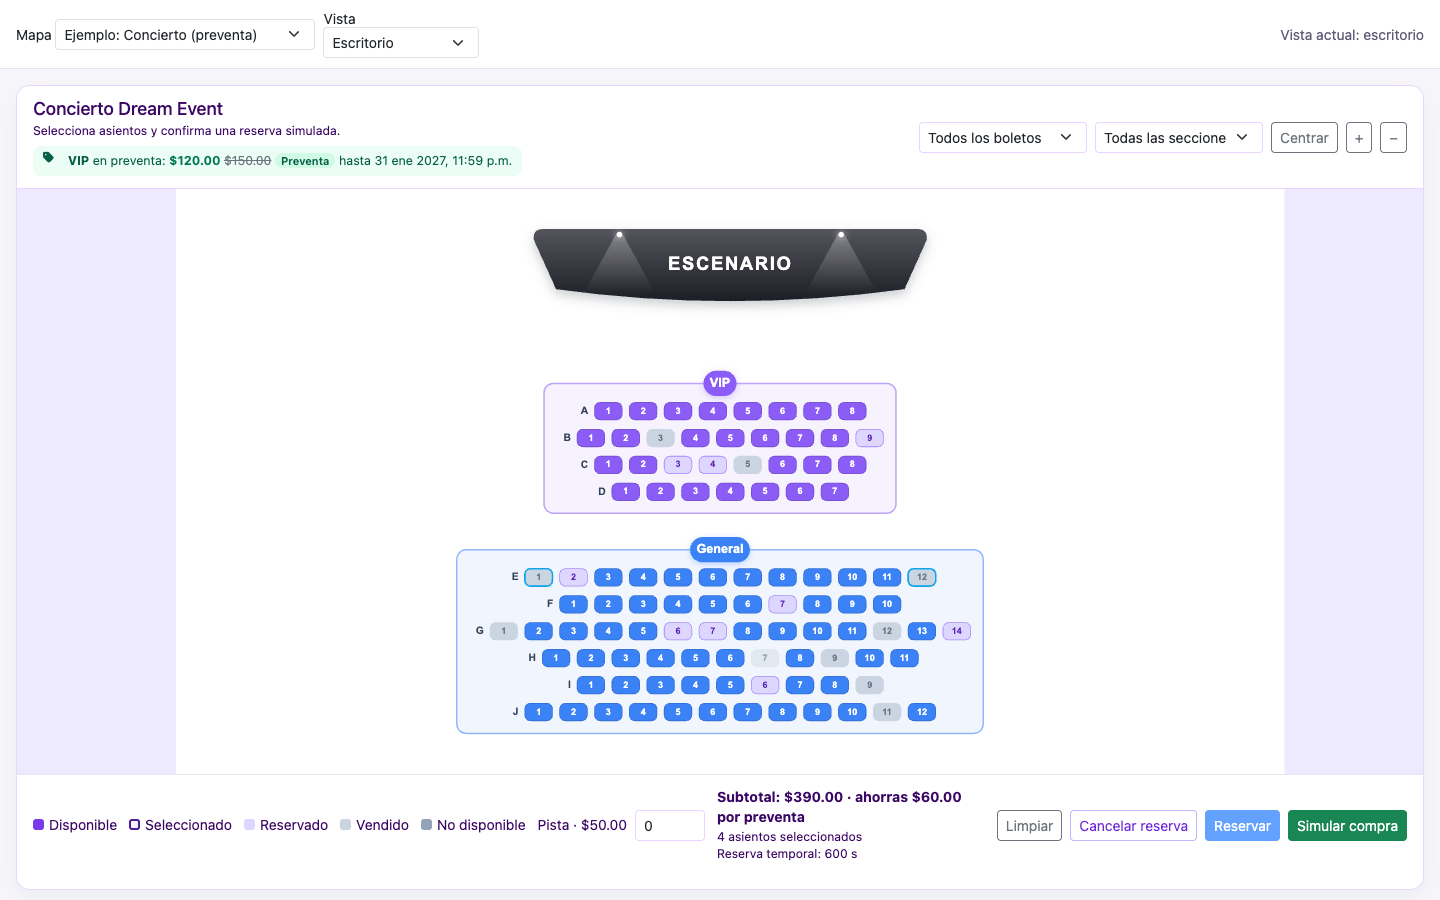 Mapa
Ejemplo: Concierto (preventa)
Vista
Escritorio
Vista actual: escritorio
Concierto Dream Event
Selecciona asientos y confirma una reserva simulada.
VIP en preventa: $120.00 $150.00 Preventa hasta 31 ene 2027, 11:59 p.m.
Todos los boletos
Todas las seccione
Centrar
+
−
ESCENARIO
VIP
A 1 2 3 4 5 6 7 8
B 1 2 3 4 5 6 7 8 9
C 1 2 3 4 5 6 7 8
D 1 2 3 4 5 6 7
General
E 1 2 3 4 5 6 7 8 9 10 11 12
F 1 2 3 4 5 6 7 8 9 10
G 1 2 3 4 5 6 7 8 9 10 11 12 13 14
H 1 2 3 4 5 6 7 8 9 10 11
I 1 2 3 4 5 6 7 8 9
J 1 2 3 4 5 6 7 8 9 10 11 12
Disponible
Seleccionado
Reservado
Vendido
No disponible
Pista · $50.00
0
Subtotal: $390.00 · ahorras $60.00
por preventa
4 asientos seleccionados
Reserva temporal: 600 s
Limpiar
Cancelar reserva
Reservar
Simular compra